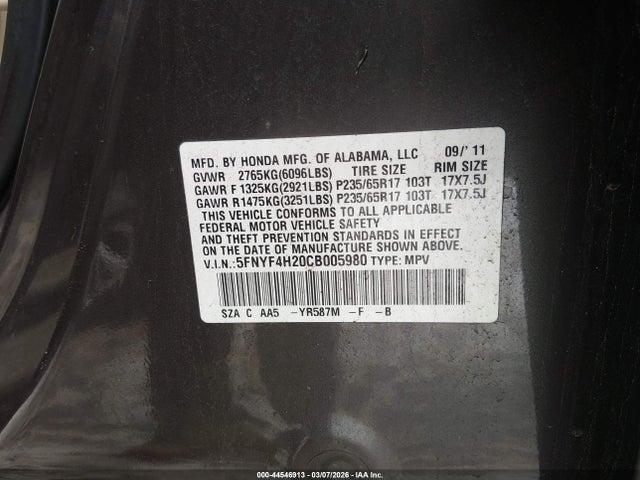 MFD. BY HONDA MFG. OF ALABAMA, LLC 09/'11
GVWR 2765KG(6096LBS) TIRE SIZE RIM SIZE
GAWR F 1325KG(2921LBS) P235/65R17 103T 17X7.5J
GAWR R1475KG(3251LBS) P235/65R17 103T 17X7.5J
THIS VEHICLE CONFORMS TO ALL APPLICABLE
FEDERAL MOTOR VEHICLE SAFETY
AND THEFT PREVENTION STANDARDS IN EFFECT
ON THE DATE OF MANUFACTURE SHOWN ABOVE.
V.I.N.: 5FNYF4H20CB005980 TYPE: MPV
SZA C AA5 -YR587M -F -B
000-44546913 - 03/07/2026 - IAA Inc.